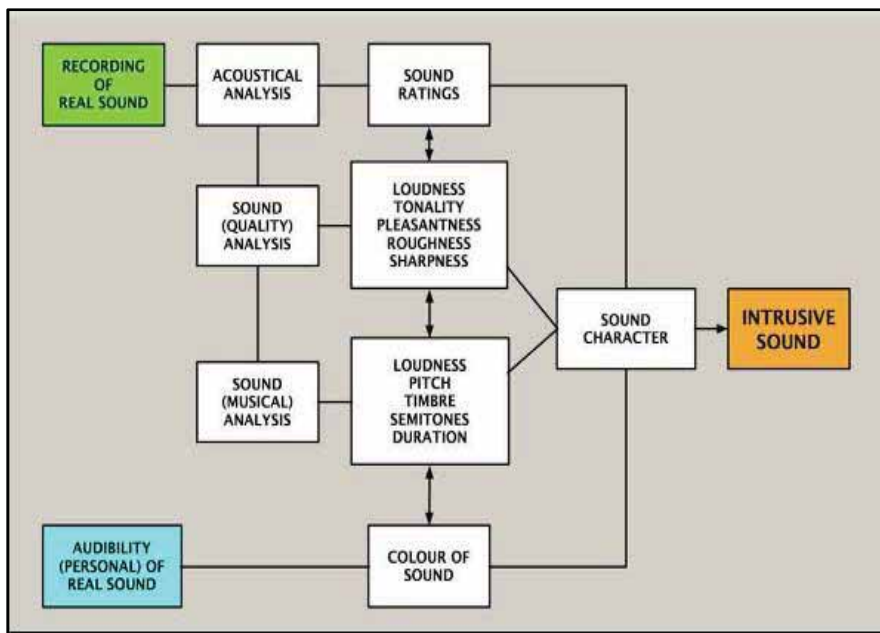 RECORDING
OF
REAL SOUND
ACOUSTICAL
ANALYSIS
SOUND
RATINGS
SOUND
(QUALITY)
ANALYSIS
LOUDNESS
TONALITY
PLEASANTNESS
ROUGHNESS
SHARPNESS
SOUND
CHARACTER
INTRUSIVE
SOUND
SOUND
(MUSICAL)
ANALYSIS
LOUDNESS
PITCH
TIMBRE
SEMITONES
DURATION
AUDIBILITY
(PERSONAL) OF
REAL SOUND
COLOUR OF
SOUND